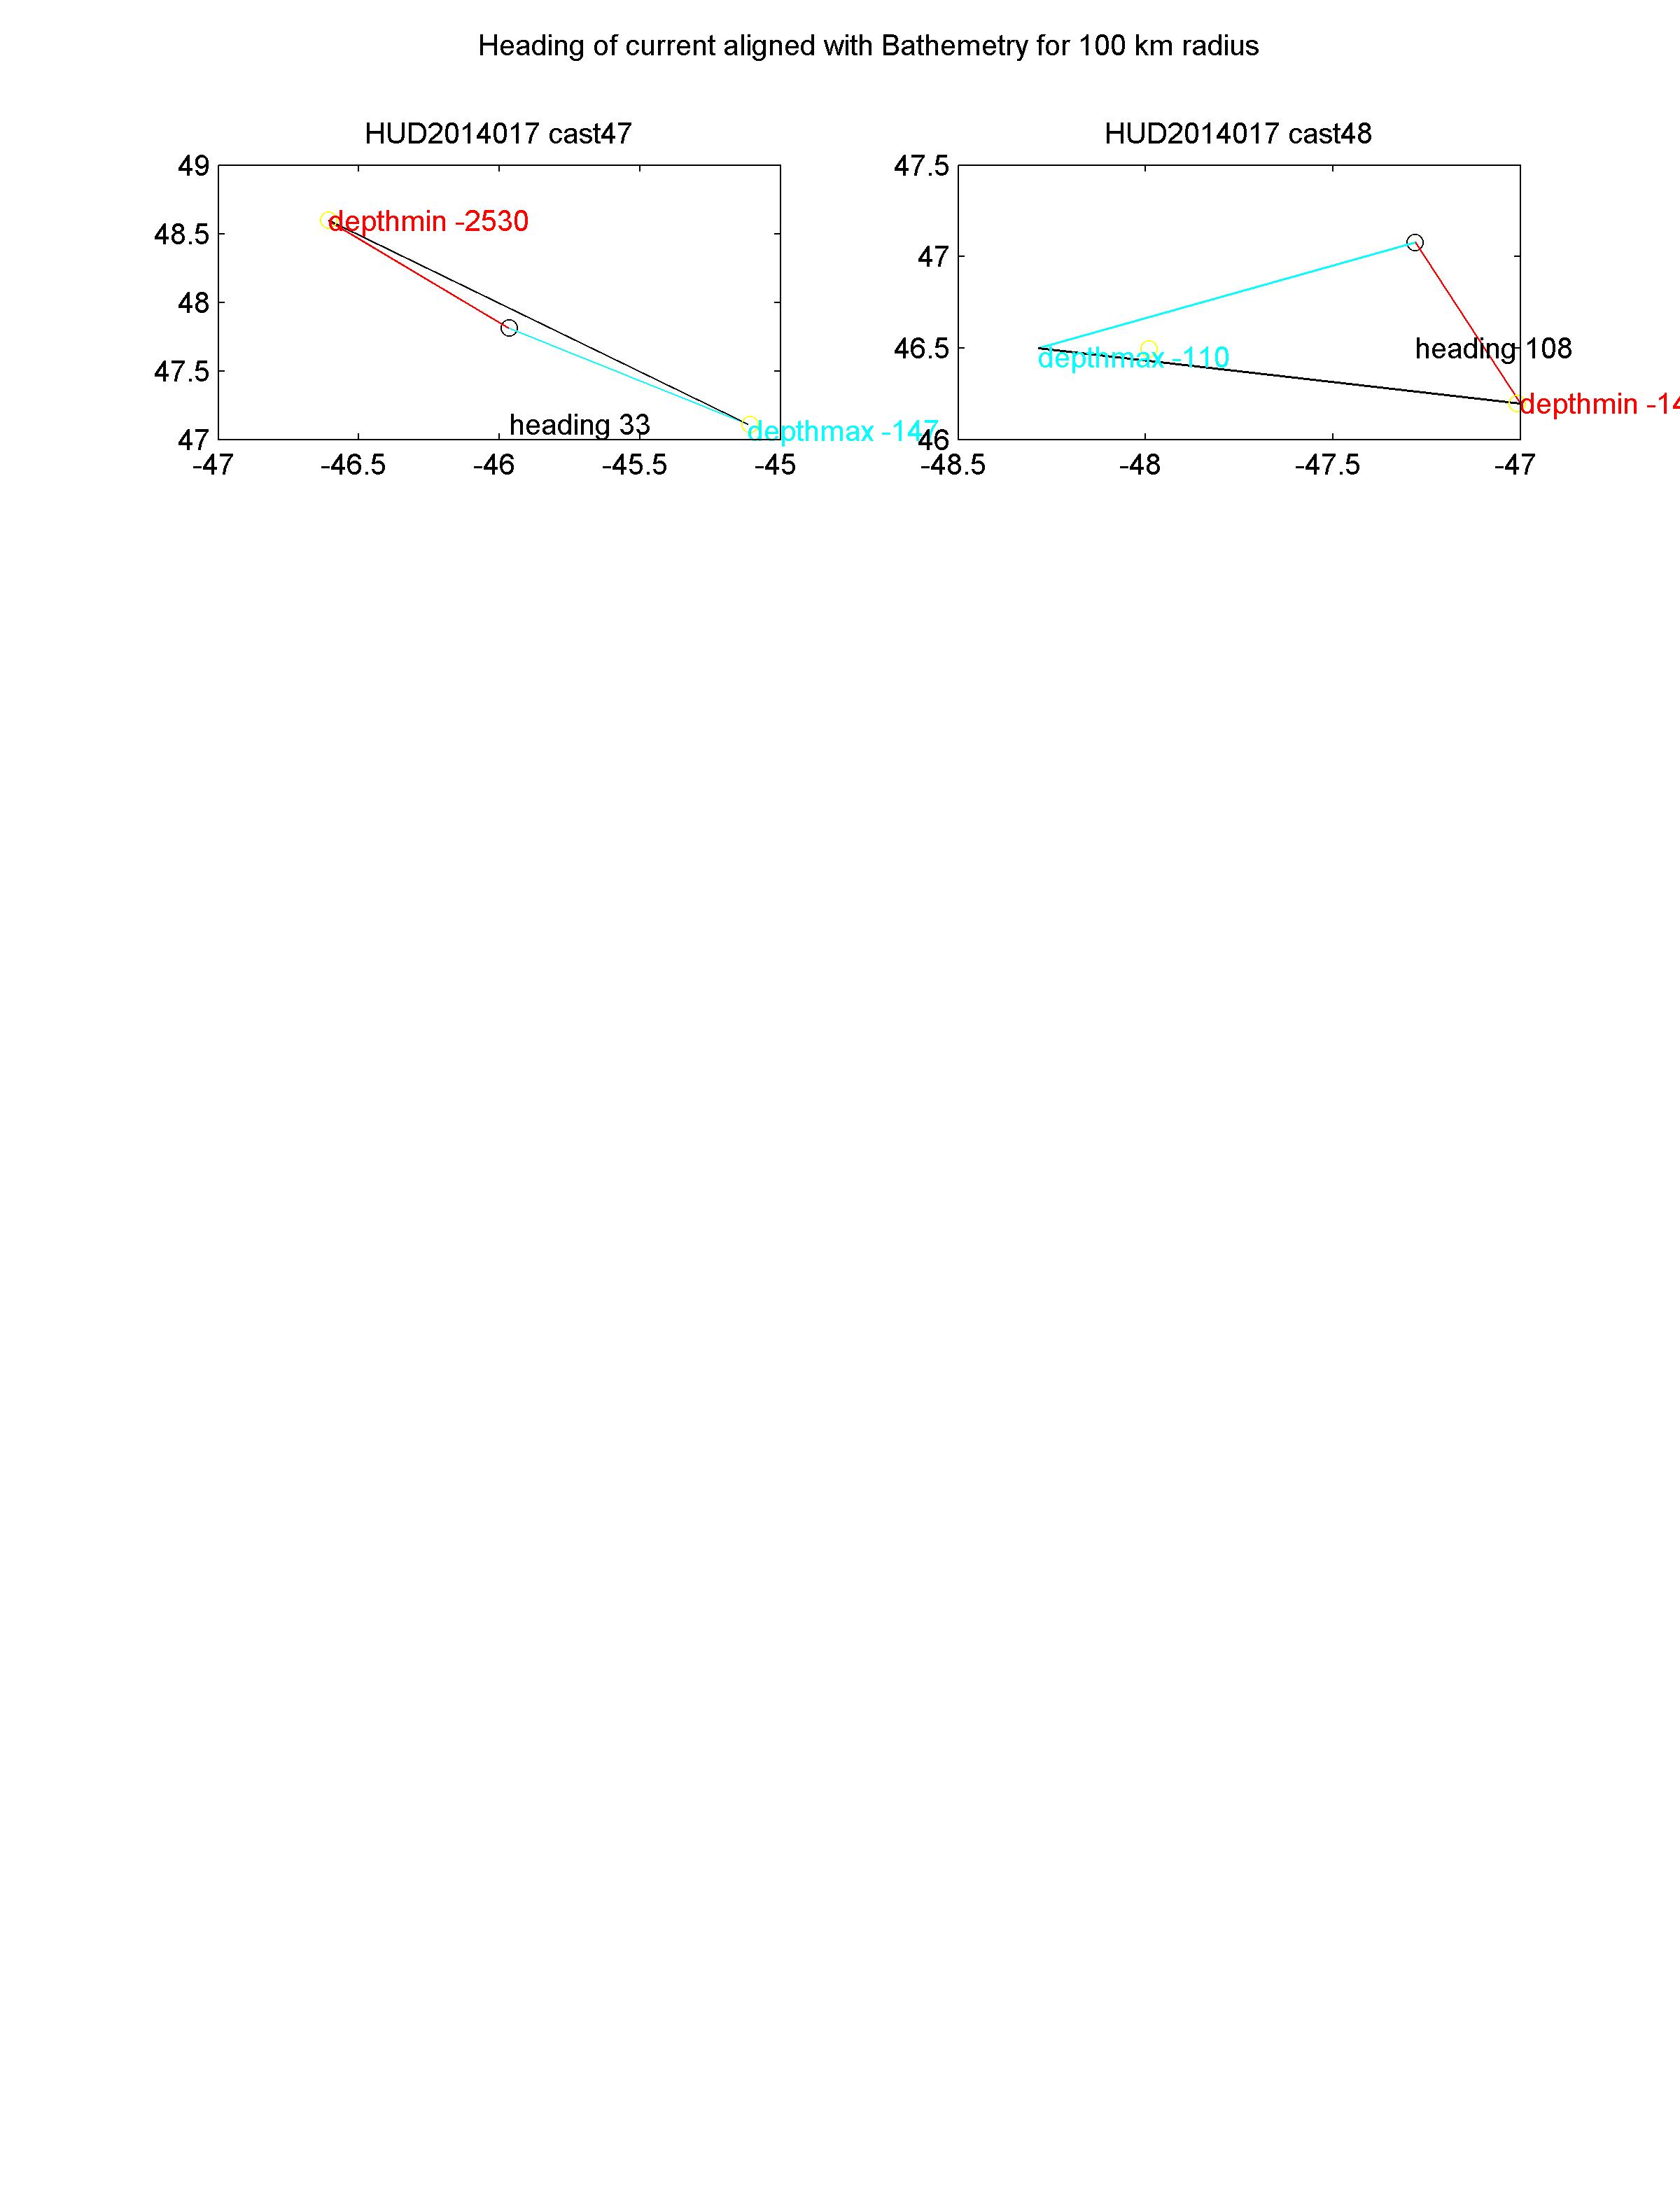 Heading of current aligned with Bathemetry for 100 km radius
HUD2014017 cast47
49
48.5
48
47.5
47
-47
-46.5
-46
-45.5
-45
depthmin -2530
heading 33
depthmax -147
HUD2014017 cast48
47.5
47
46.5
46
-48.5
-48
-47.5
-47
depthmax -110
heading 108
depthmin -14